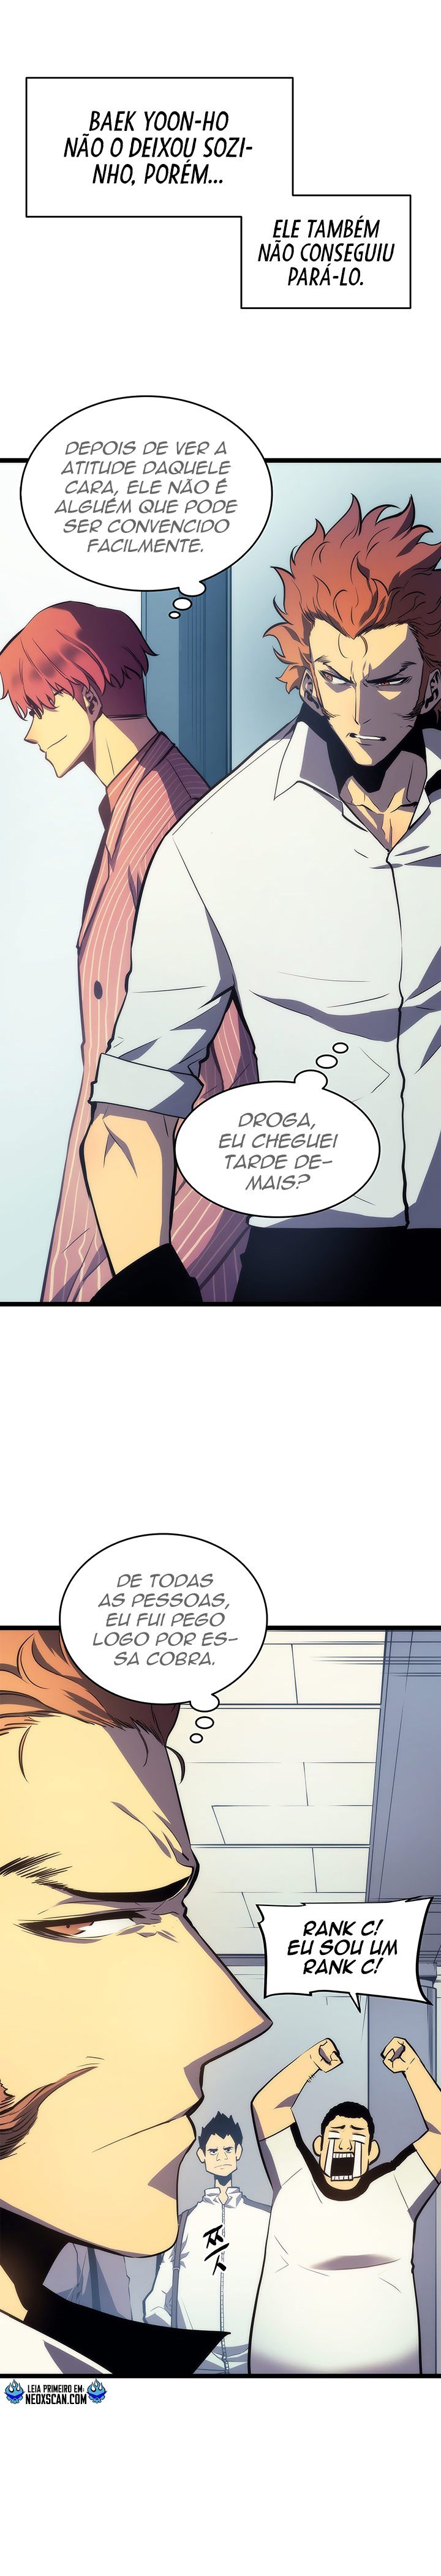 BAEK YOON-HO
NÃO O DEIXOU SOZI-
NHO, PORÉM...
ELE TAMBÉM
NÃO CONSEGUIU
PARÁ-LO.
DEPOIS DE VER A
ATITUDE DAQUELE
CARA, ELE NÃO É
ALGUÉM QUE PODE
SER CONVENCIDO
FACILMENTE.
DROGA,
EU CHEGUEI
TARDE DE-
MAIS?
DE TODAS
AS PESSOAS,
EU FUI PEGO
LOGO POR ES-
SA COBRA.
RANK C!
EU SOU UM
RANK C!
LEIA PRIMEIRO EM:
NEOXSCAN.COM